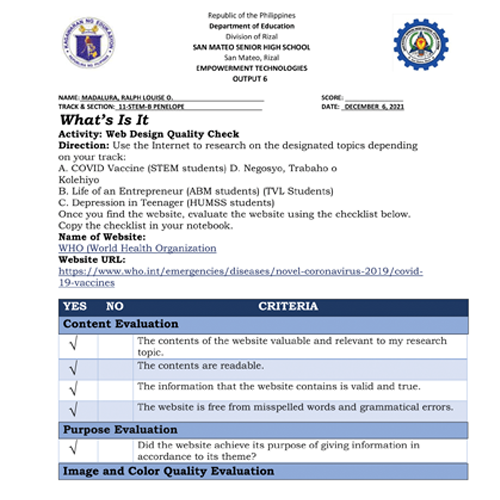 Republic of the Philippines
Department of Education
Division of Rizal
SAN MATEO SENIOR HIGH SCHOOL
San Mateo, Rizal
EMPOWERMENT TECHNOLOGIES
OUTPUT 6
NAME: MADALURA, RALPH LOUISE O. SCORE:
TRACK & SECTION: 11-STEM-B PENELOPE DATE: DECEMBER 6, 2021
What's Is It
Activity: Web Design Quality Check
Direction: Use the Internet to research on the designated topics depending
on your track:
A. COVID Vaccine (STEM students) D. Negosyo, Trabaho o
Kolehiyo
B. Life of an Entrepreneur (ABM students) (TVL Students)
C. Depression in Teenager (HUMSS students)
Once you find the website, evaluate the website using the checklist below.
Copy the checklist in your notebook.
Name of Website:
WHO (World Health Organization
Website URL:
https://www.who.int/emergencies/diseases/novel-coronavirus-2019/covid-
19-vaccines
YES NO CRITERIA
Content Evaluation
√ The contents of the website valuable and relevant to my research
topic.
√ The contents are readable.
√ The information that the website contains is valid and true.
√ The website is free from misspelled words and grammatical errors.
Purpose Evaluation
√ Did the website achieve its purpose of giving information in
accordance to its theme?
Image and Color Quality Evaluation